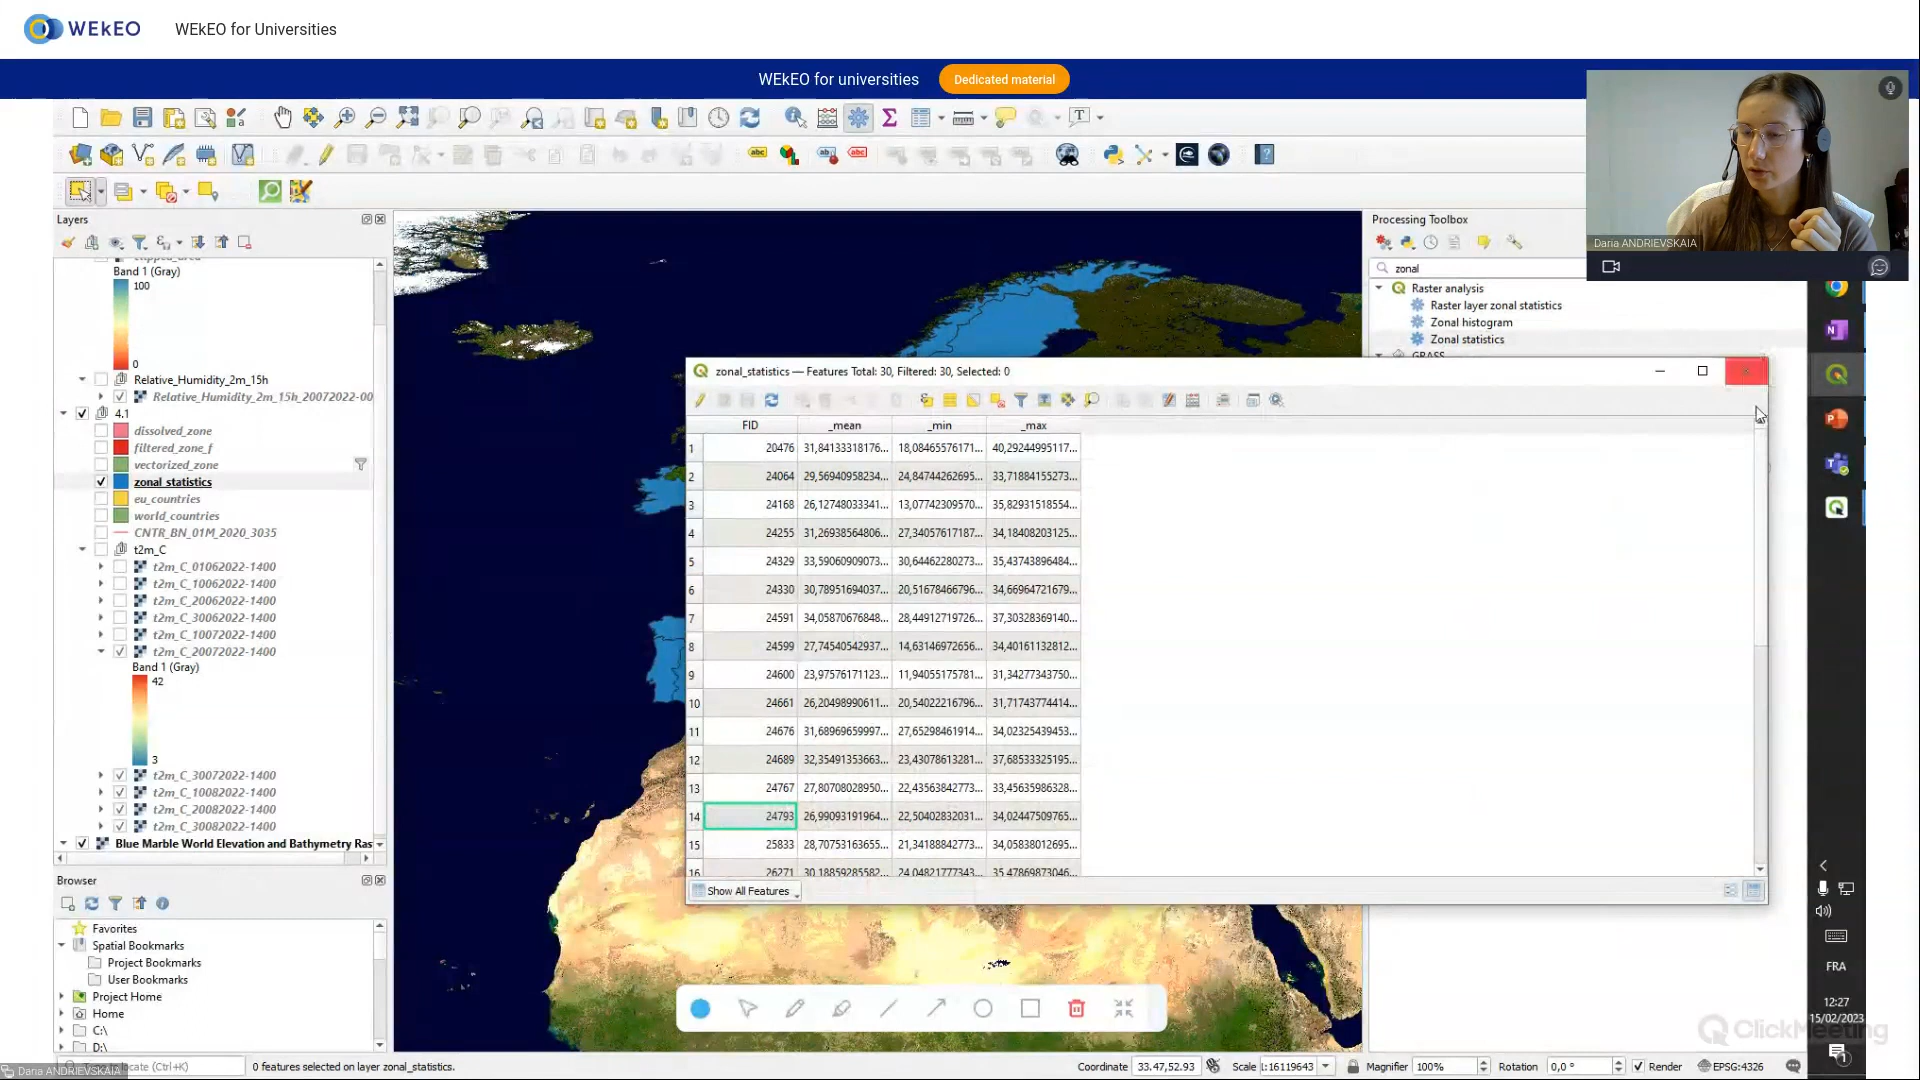 WEkEO
WEkEO for Universities
WEkEO for universities
Dedicated material
Daria ANDRIEVSKAIA
Layers
Band 1 (Gray)
100
0
Relative_Humidity_2m_15h
Relative_Humidity_2m_15h_20072022-00
4.1
dissolved_zone
filtered_zone_f
vectorized_zone
zonal_statistics
eu_countries
world_countries
CNTR_BN_01M_2020_3035
t2m_C
t2m_C_01062022-1400
t2m_C_10062022-1400
t2m_C_20062022-1400
t2m_C_30062022-1400
t2m_C_10072022-1400
t2m_C_20072022-1400
Band 1 (Gray)
42
3
t2m_C_30072022-1400
t2m_C_10082022-1400
t2m_C_20082022-1400
t2m_C_30082022-1400
Blue Marble World Elevation and Bathymetry Ras
Browser
Favorites
Spatial Bookmarks
Project Bookmarks
User Bookmarks
Project Home
Home
C:\
D:\
Processing Toolbox
zonal
Raster analysis
Raster layer zonal statistics
Zonal histogram
Zonal statistics
GRASS
zonal_statistics — Features Total: 30, Filtered: 30, Selected: 0
FID _mean _min _max
1 20476 31,84133318176... 18,08465576171... 40,29244995117...
2 24064 29,56940958234... 24,84744262695... 33,71884155273...
3 24168 26,12748033341... 13,07742309570... 35,82931518554...
4 24255 31,26938564806... 27,34057617187... 34,18408203125...
5 24329 33,59060909073... 30,64462280273... 35,43743896484...
6 24330 30,78951694037... 20,51678466796... 34,66964721679...
7 24591 34,05870676848... 28,44912719726... 37,30328369140...
8 24599 27,74540542937... 14,63146972656... 34,40161132812...
9 24600 23,97576171123... 11,94055175781... 31,34277343750...
10 24661 26,20498990611... 20,54022216796... 31,71743774414...
11 24676 31,68969659997... 27,65298461914... 34,02325439453...
12 24689 32,35491353663... 23,43078613281... 37,68533325195...
13 24767 27,80708028950... 22,43563842773... 33,45635986328...
14 24793 26,99093191964... 22,50402832031... 34,02447509765...
15 25833 28,70753163655... 21,34188842773... 34,05838012695...
16 26271 30,18859285582... 24,04821777343... 35,47869873046...
Show All Features
FRA
12:27
15/02/2023
ClickMeeting
Daria ANDRIEVSKAIA
ocate (Ctrl+K)
0 features selected on layer zonal_statistics.
Coordinate 33.47,52.93 Scale 1:16119643 Magnifier 100% Rotation 0,0 ° Render EPSG:4326